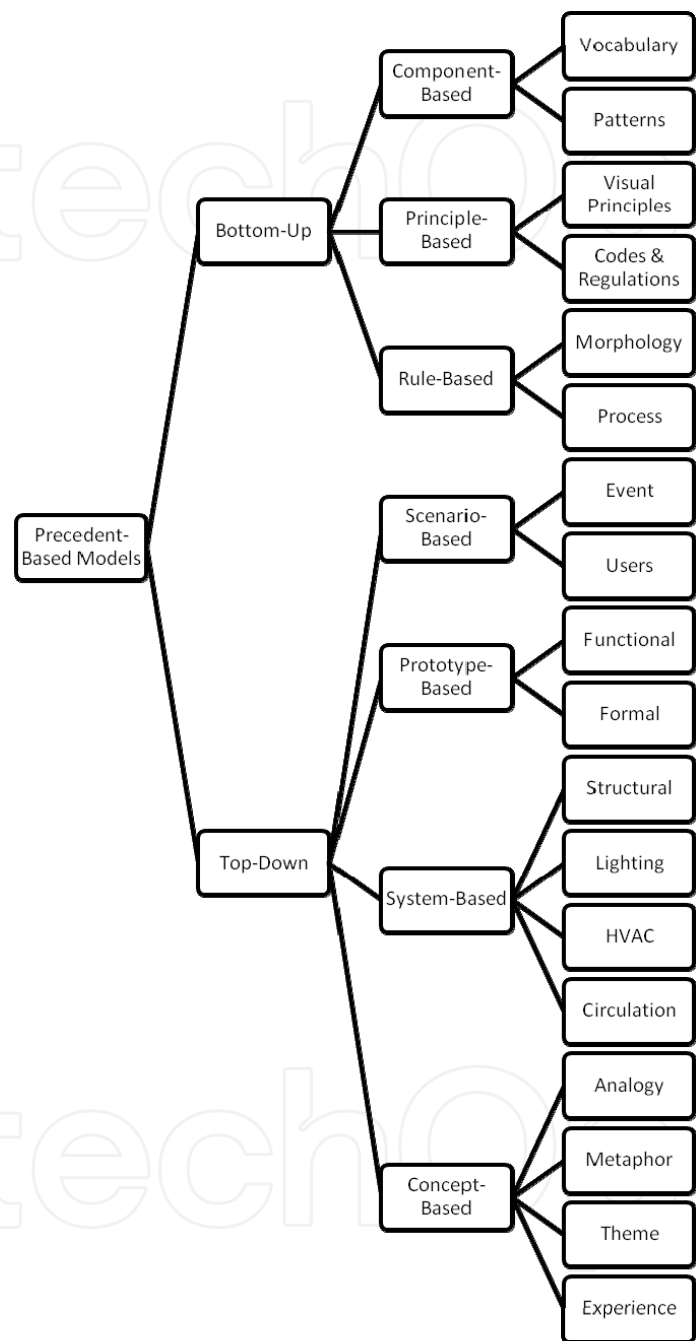 Precedent-
Based Models
Bottom-Up
Component-
Based
Vocabulary
Patterns
Principle-
Based
Visual
Principles
Codes &
Regulations
Rule-Based
Morphology
Process
Top-Down
Scenario-
Based
Event
Users
Prototype-
Based
Functional
Formal
System-Based
Structural
Lighting
HVAC
Circulation
Concept-
Based
Analogy
Metaphor
Theme
Experience